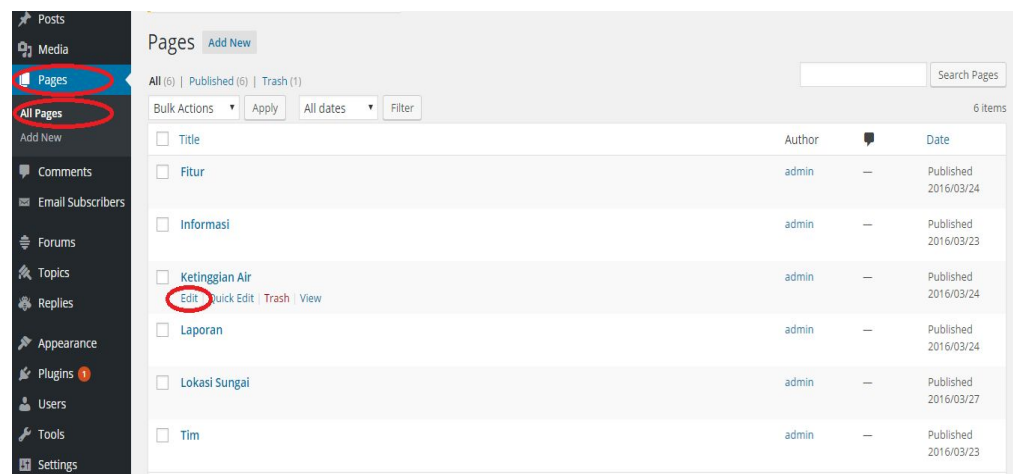 Posts
Media
Pages
All Pages
Add New
Comments
Email Subscribers
Forums
Topics
Replies
Appearance
Plugins 1
Users
Tools
Settings
Pages Add New
All (6) | Published (6) | Trash (1)
Search Pages
Bulk Actions Apply All dates Filter
6 items
Title Author Date
Fitur admin — Published
2016/03/24
Informasi admin — Published
2016/03/23
Ketinggian Air admin — Published
Edit | Quick Edit | Trash | View 2016/03/24
Laporan admin — Published
2016/03/24
Lokasi Sungai admin — Published
2016/03/27
Tim admin — Published
2016/03/23